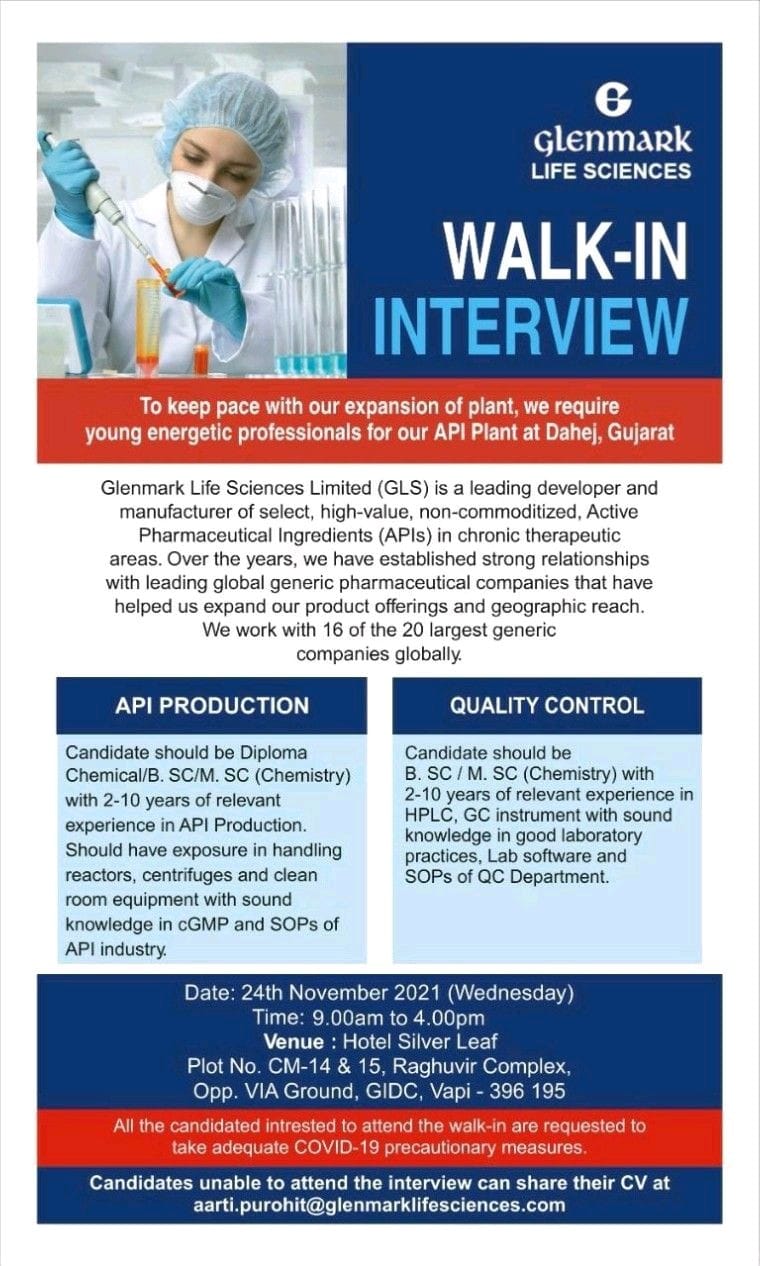 Glenmark
LIFE SCIENCES
WALK-IN
INTERVIEW
To keep pace with our expansion of plant, we require
young energetic professionals for our API Plant at Dahej, Gujarat
Glenmark Life Sciences Limited (GLS) is a leading developer and
manufacturer of select, high-value, non-commoditized, Active
Pharmaceutical Ingredients (APIs) in chronic therapeutic
areas. Over the years, we have established strong relationships
with leading global generic pharmaceutical companies that have
helped us expand our product offerings and geographic reach.
We work with 16 of the 20 largest generic
companies globally.
API PRODUCTION
Candidate should be Diploma
Chemical/B. SC/M. SC (Chemistry)
with 2-10 years of relevant
experience in API Production.
Should have exposure in handling
reactors, centrifuges and clean
room equipment with sound
knowledge in cGMP and SOPs of
API industry.
QUALITY CONTROL
Candidate should be
B. SC / M. SC (Chemistry) with
2-10 years of relevant experience in
HPLC, GC instrument with sound
knowledge in good laboratory
practices, Lab software and
SOPs of QC Department.
Date: 24th November 2021 (Wednesday)
Time: 9.00am to 4.00pm
Venue : Hotel Silver Leaf
Plot No. CM-14 & 15, Raghuvir Complex,
Opp. VIA Ground, GIDC, Vapi - 396 195
All the candidated intrested to attend the walk-in are requested to
take adequate COVID-19 precautionary measures.
Candidates unable to attend the interview can share their CV at
aarti.purohit@glenmarklifesciences.com